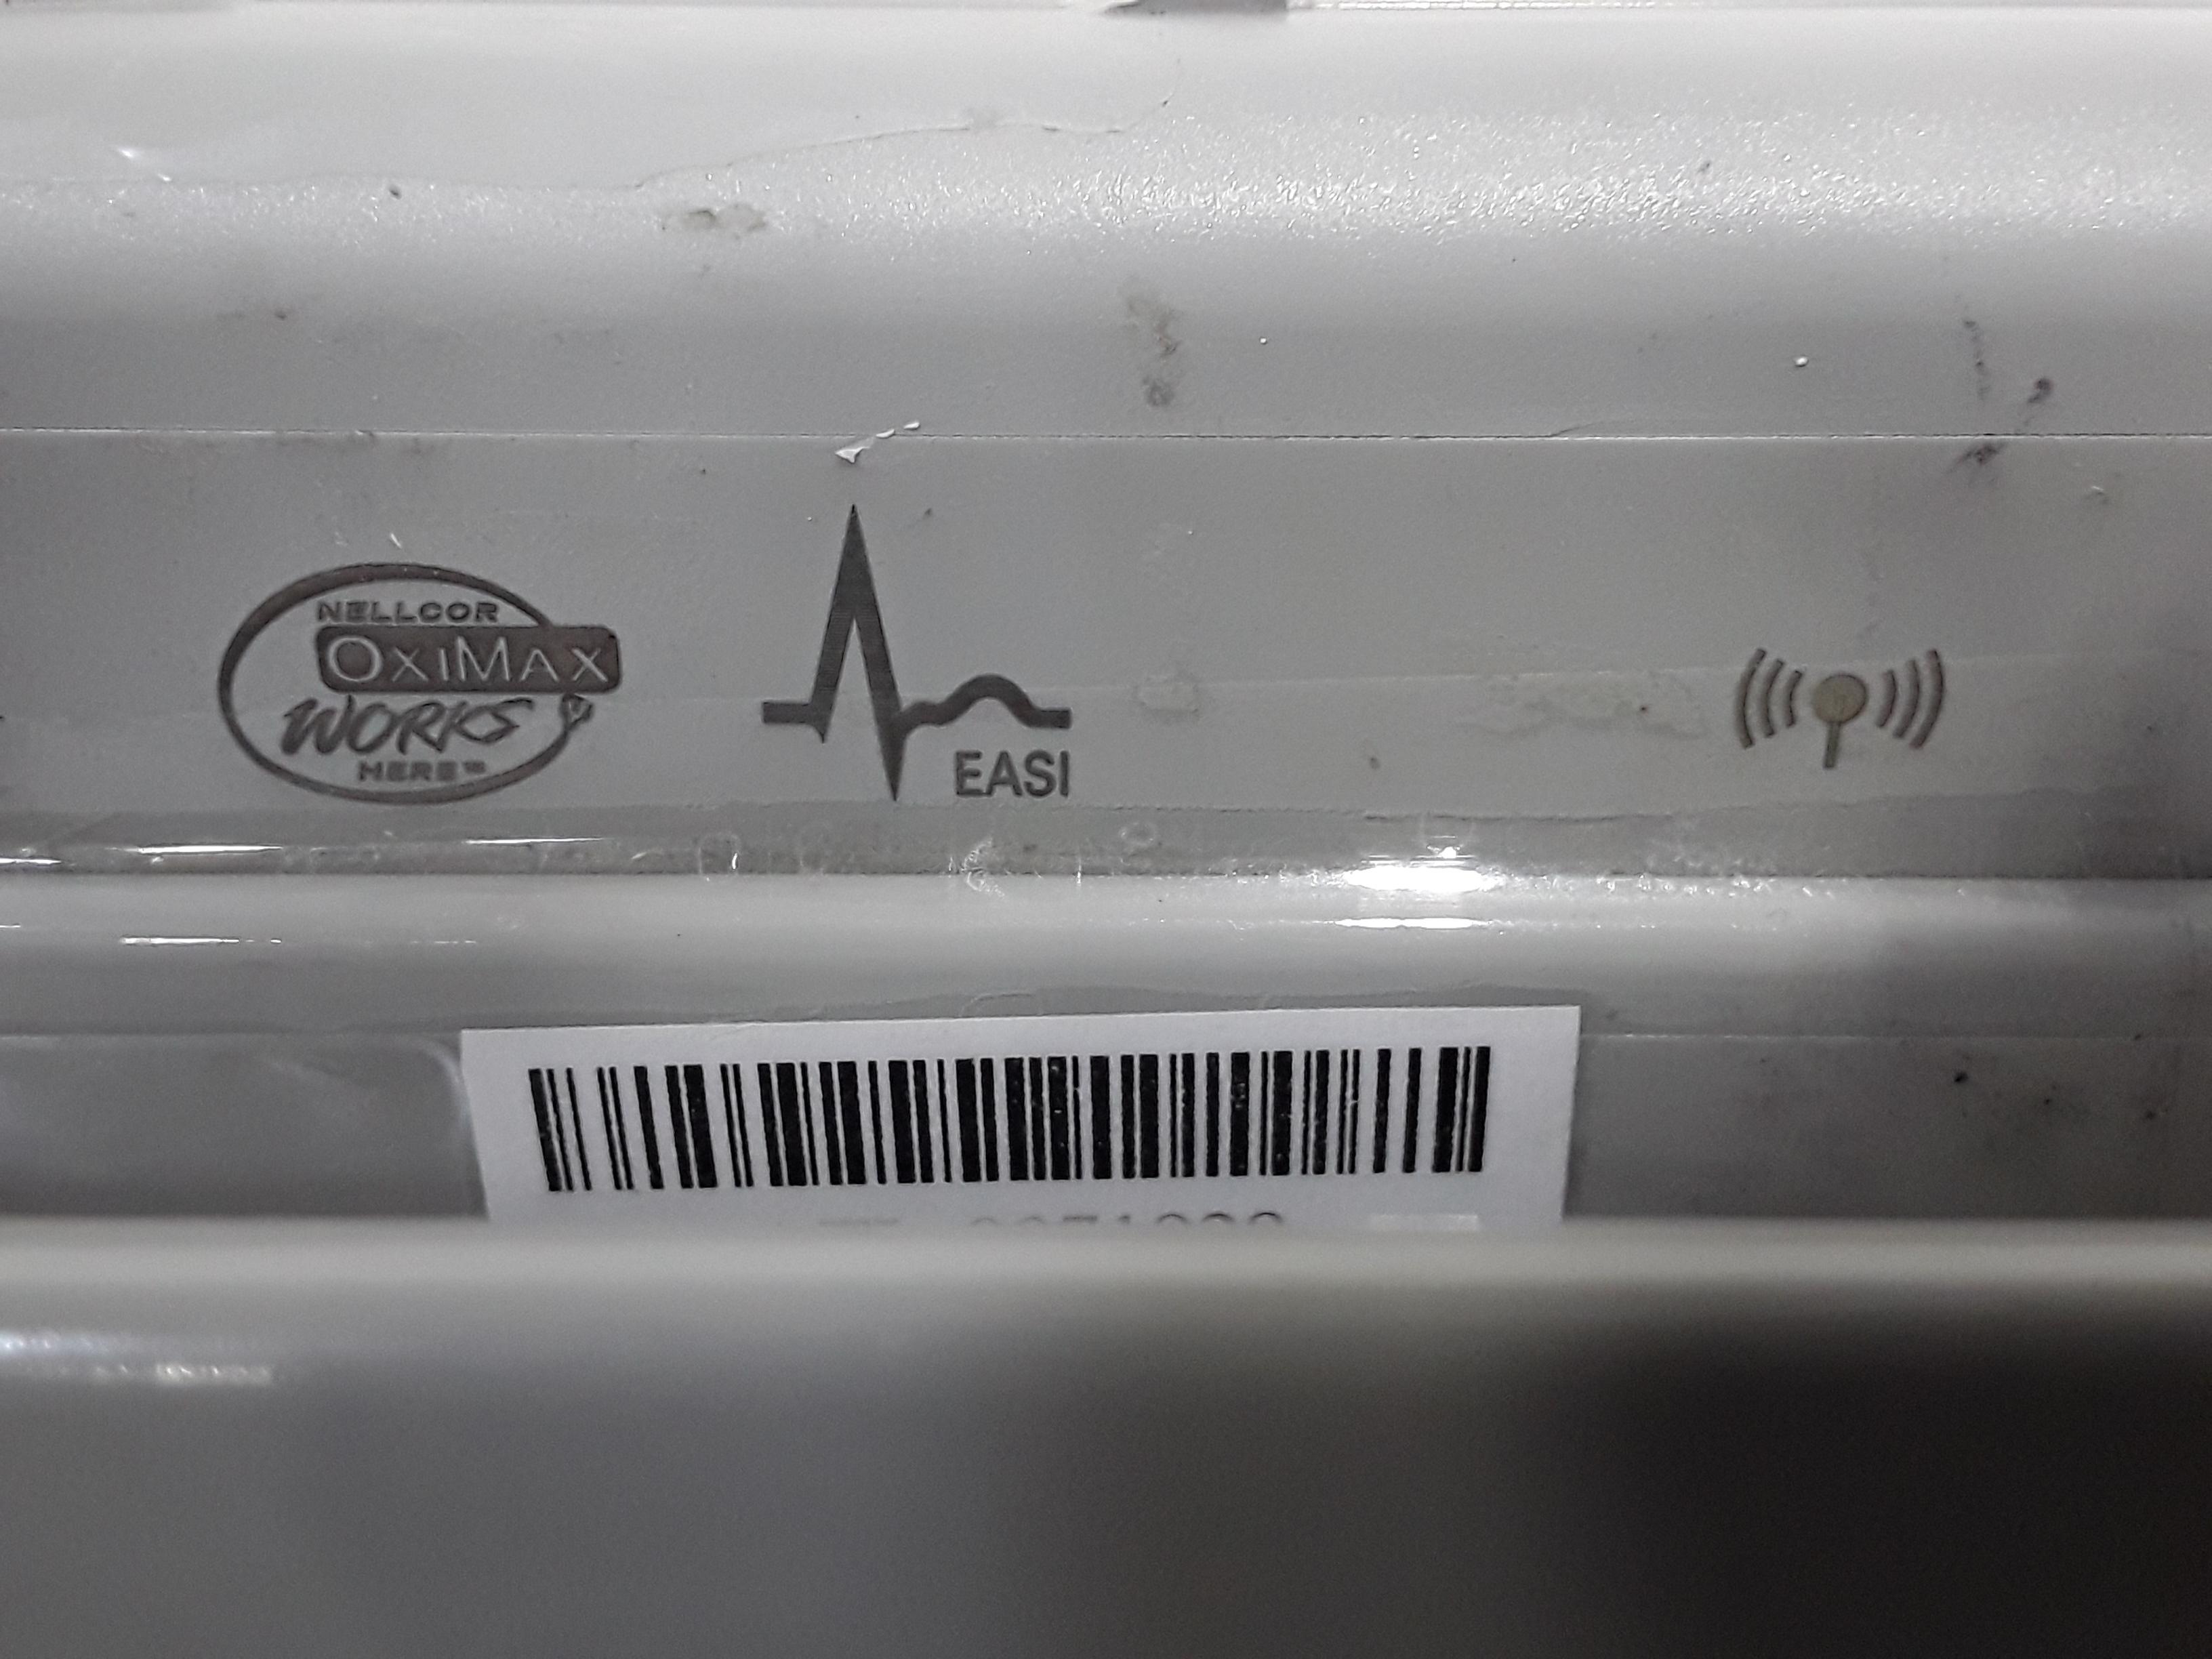 NELLCOR
OXIMAX
WORKS
HERE™
EASI